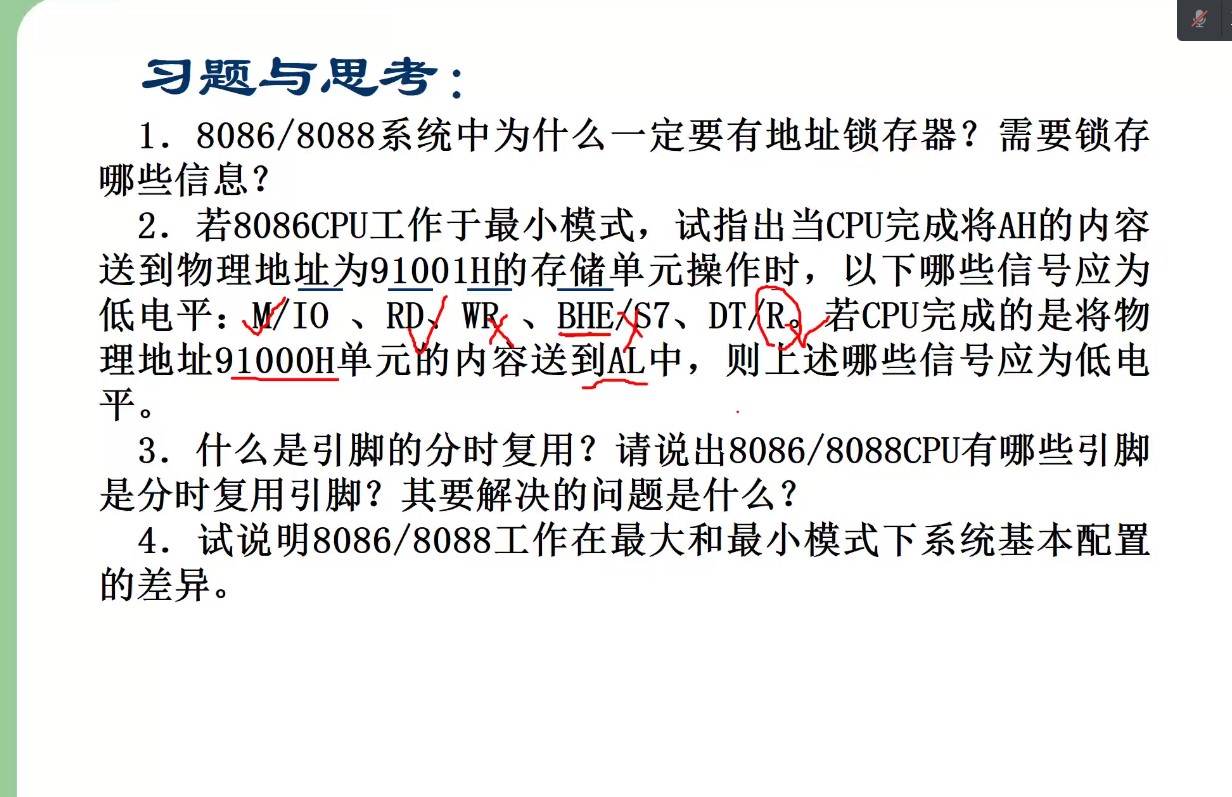 习题与思考：
1．8086/8088系统中为什么一定要有地址锁存器？需要锁存
哪些信息？
2．若8086CPU工作于最小模式，试指出当CPU完成将AH的内容
送到物理地址为91001H的存储单元操作时，以下哪些信号应为
低电平：M/IO 、RD、WR 、BHE/S7、DT/R。若CPU完成的是将物
理地址91000H单元的内容送到AL中，则上述哪些信号应为低电
平。
3．什么是引脚的分时复用？请说出8086/8088CPU有哪些引脚
是分时复用引脚？其要解决的问题是什么？
4．试说明8086/8088工作在最大和最小模式下系统基本配置
的差异。